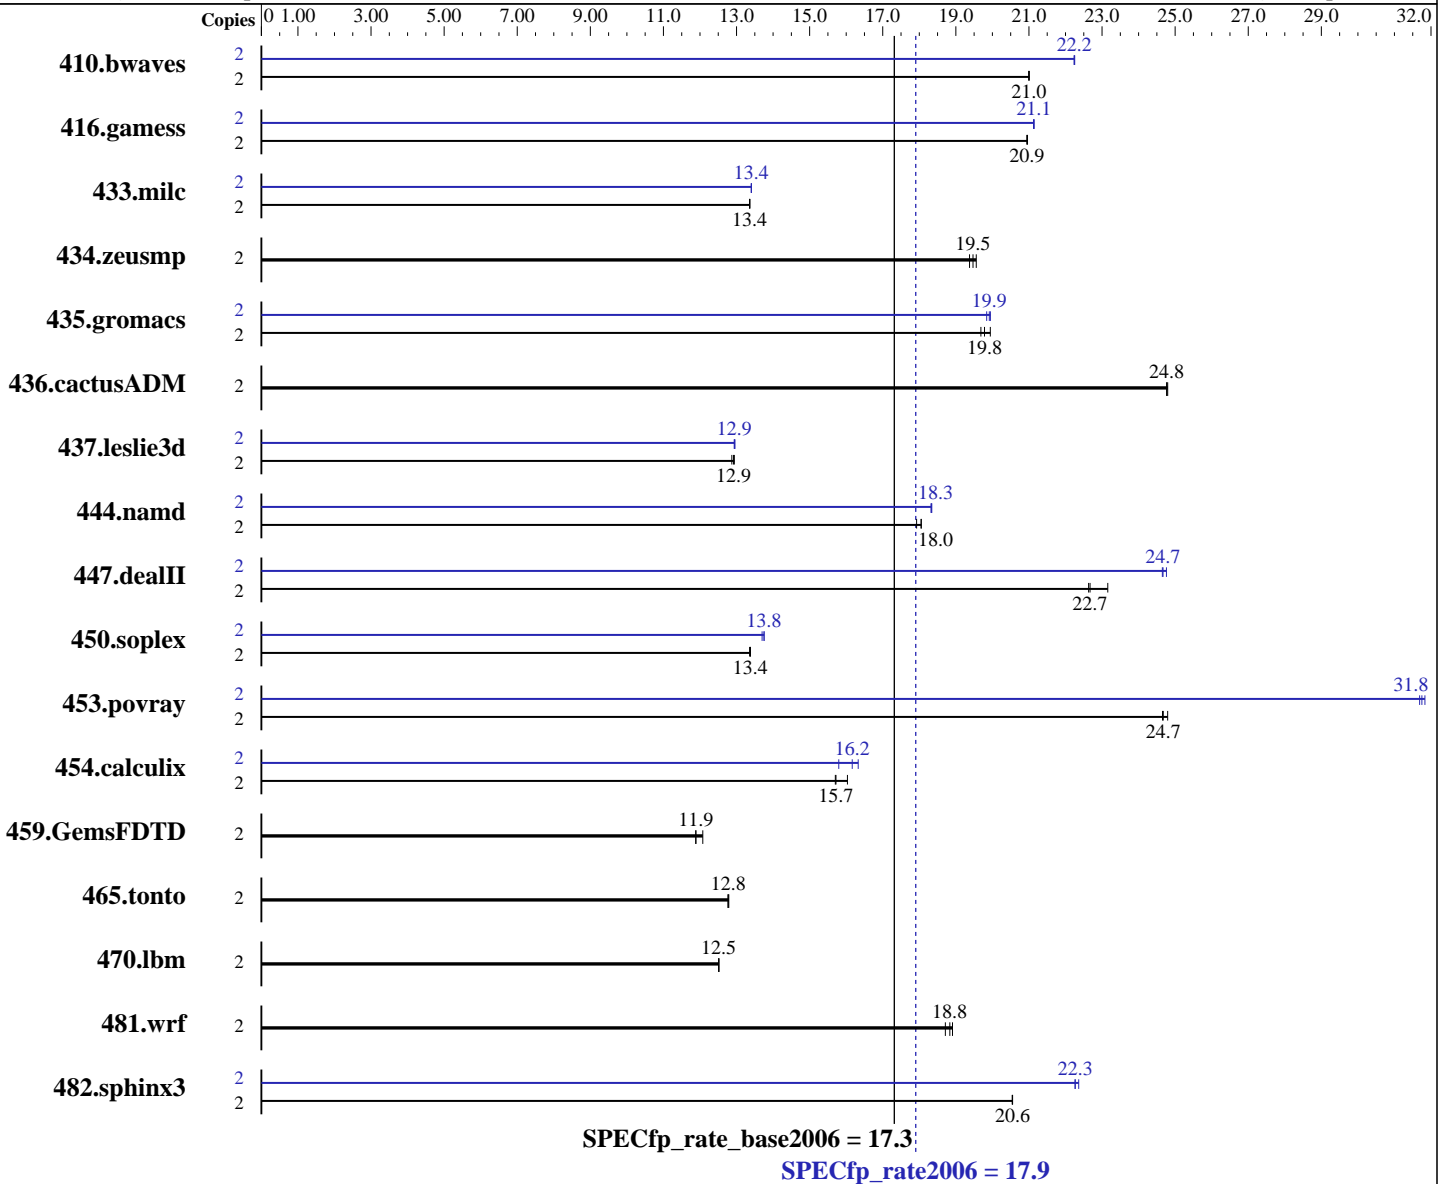 Copies 0 1.00 3.00 5.00 7.00 9.00 11.0 13.0 15.0 17.0 19.0 21.0 23.0 25.0 27.0 29.0 32.0
410.bwaves 2 22.2
2 21.0
416.gamess 2 21.1
2 20.9
433.milc 2 13.4
2 13.4
434.zeusmp 2 19.5
435.gromacs 2 19.9
2 19.8
436.cactusADM 2 24.8
437.leslie3d 2 12.9
2 12.9
444.namd 2 18.3
2 18.0
447.dealII 2 24.7
2 22.7
450.soplex 2 13.8
2 13.4
453.povray 2 31.8
2 24.7
454.calculix 2 16.2
2 15.7
459.GemsFDTD 2 11.9
465.tonto 2 12.8
470.lbm 2 12.5
481.wrf 2 18.8
482.sphinx3 2 22.3
2 20.6
SPECfp_rate_base2006 = 17.3
SPECfp_rate2006 = 17.9